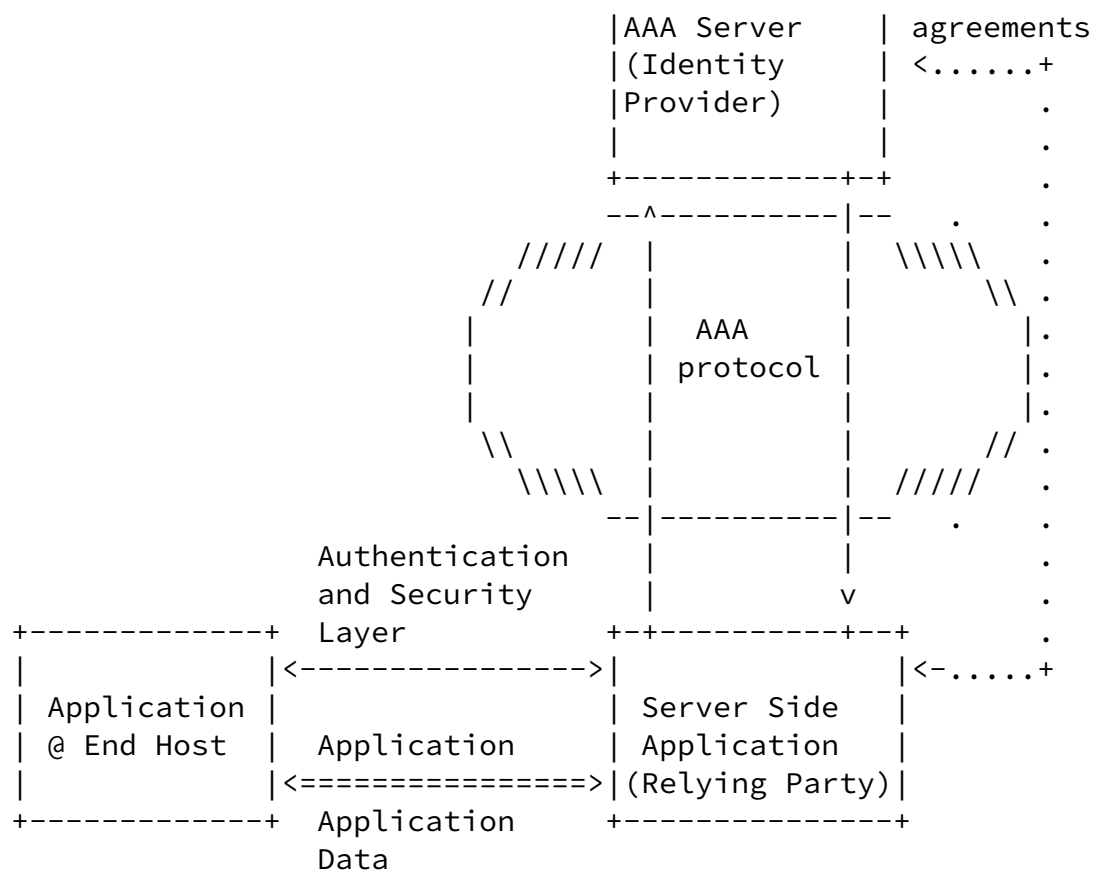 AAA Server agreements
(Identity
Provider)
AAA
protocol
Authentication
and Security
Layer
Application Server Side
@ End Host Application Application
(Relying Party)
Application
Data